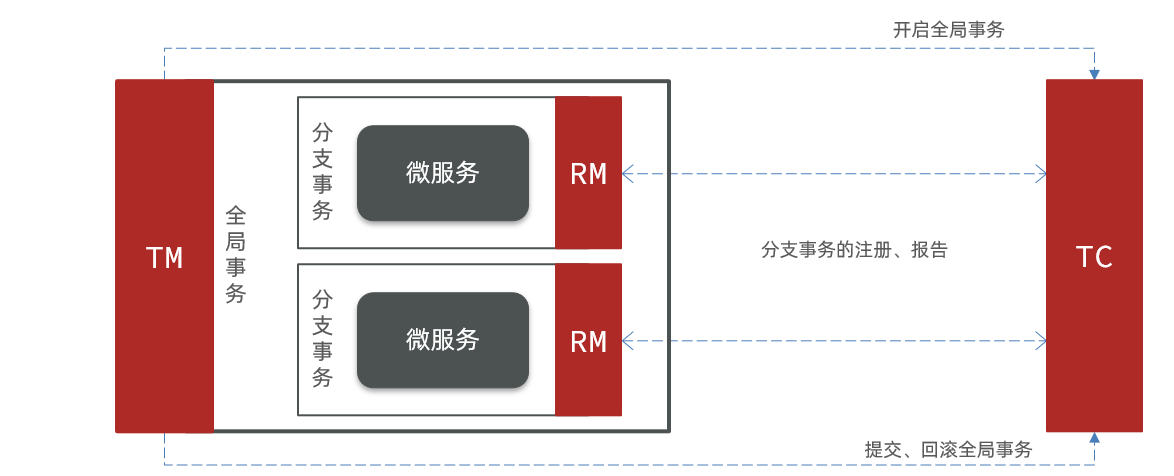 开启全局事务
TM
全局事务
分支事务
微服务
RM
分支事务的注册、报告
TC
分支事务
微服务
RM
提交、回滚全局事务